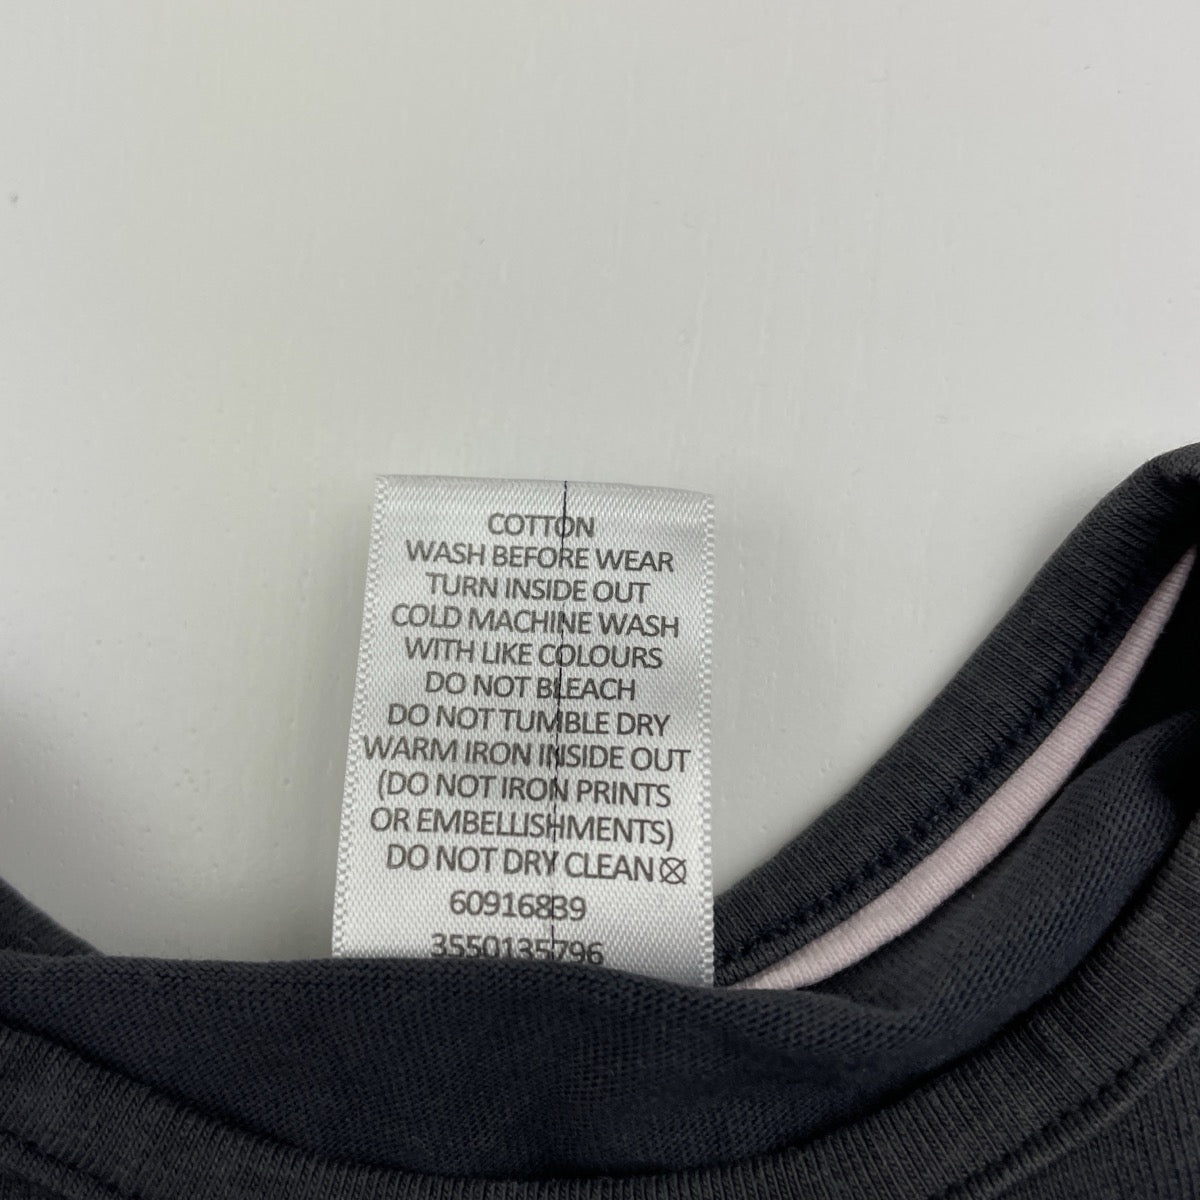 COTTON
WASH BEFORE WEAR
TURN INSIDE OUT
COLD MACHINE WASH
WITH LIKE COLOURS
DO NOT BLEACH
DO NOT TUMBLE DRY
WARM IRON INSIDE OUT
(DO NOT IRON PRINTS
OR EMBELLISHMENTS)
DO NOT DRY CLEAN
60916839
3550135796